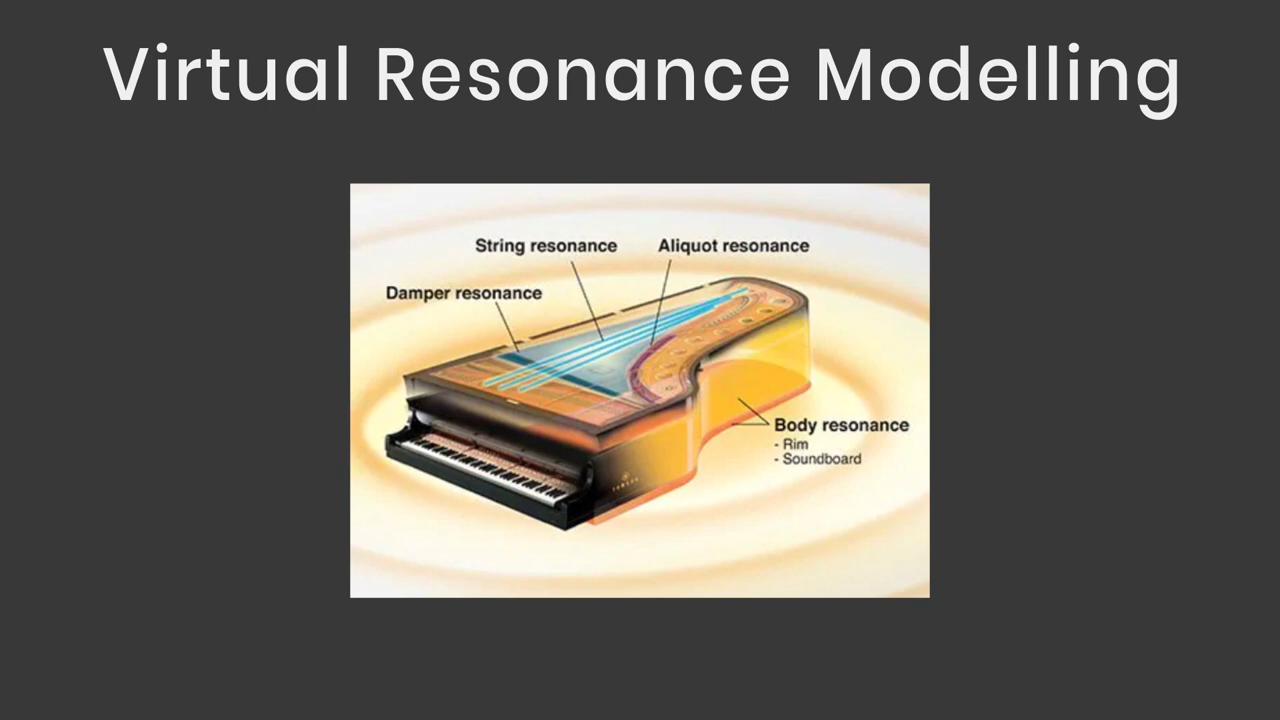 Virtual Resonance Modelling
String resonance
Aliquot resonance
Damper resonance
Body resonance
- Rim
- Soundboard